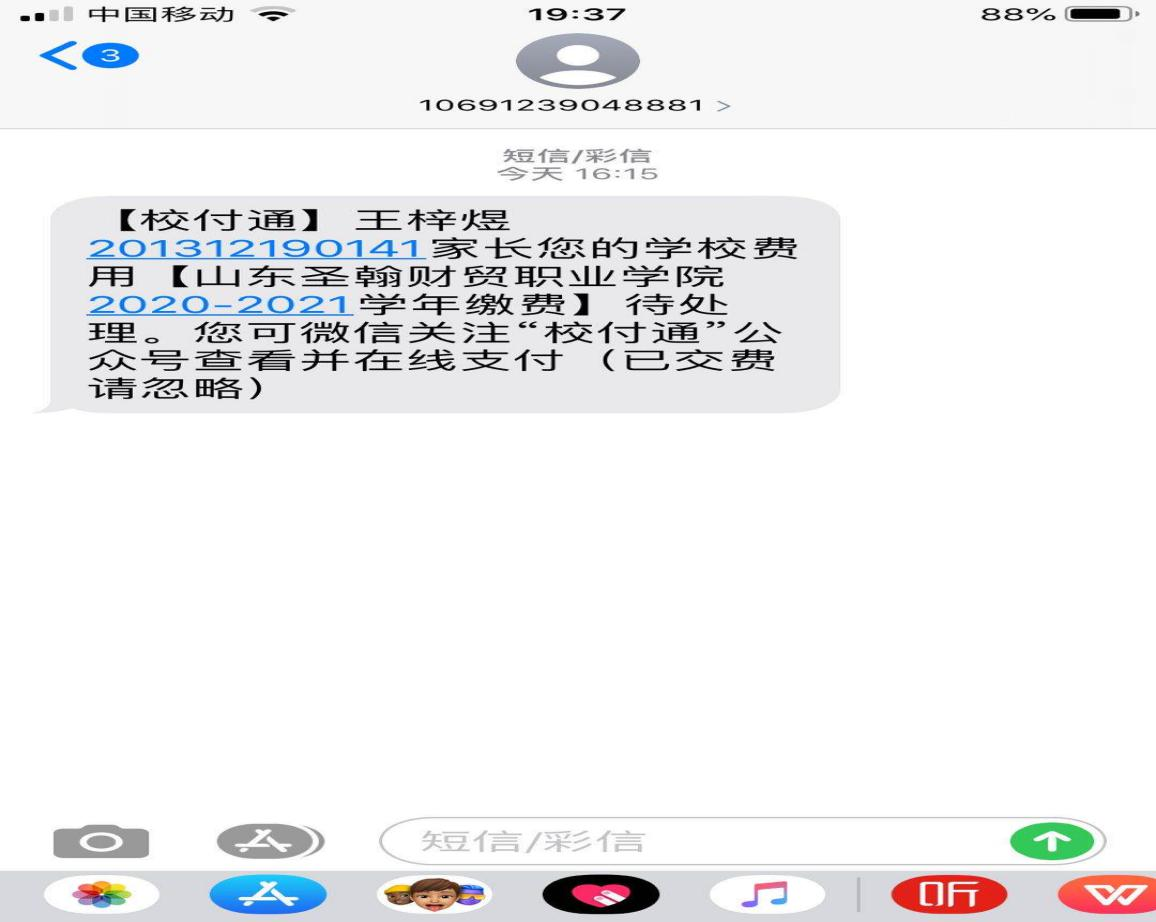 中国移动 19:37 88%
3
10691239048881 >
短信/彩信
今天 16:15
【校付通】 王梓煜
201312190141家长您的学校费
用【山东圣翰财贸职业学院
2020-2021学年缴费】待处
理。您可微信关注“校付通”公
众号查看并在线支付（已交费
请忽略）
短信/彩信
听